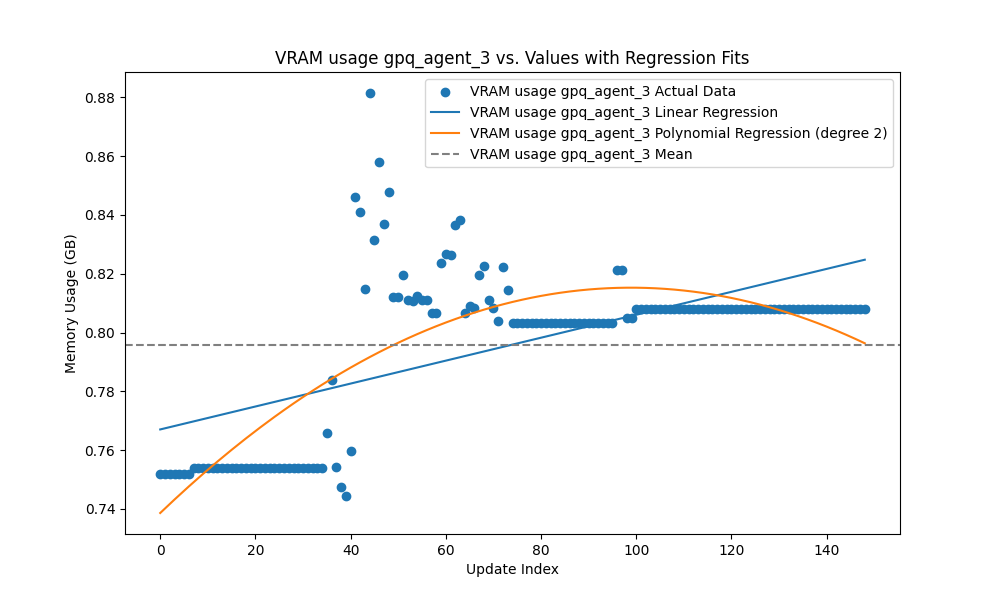 VRAM usage gpq_agent_3 vs. Values with Regression Fits
VRAM usage gpq_agent_3 Actual Data
VRAM usage gpq_agent_3 Linear Regression
VRAM usage gpq_agent_3 Polynomial Regression (degree 2)
VRAM usage gpq_agent_3 Mean
Memory Usage (GB)
0.88
0.86
0.84
0.82
0.80
0.78
0.76
0.74
0 20 40 60 80 100 120 140
Update Index